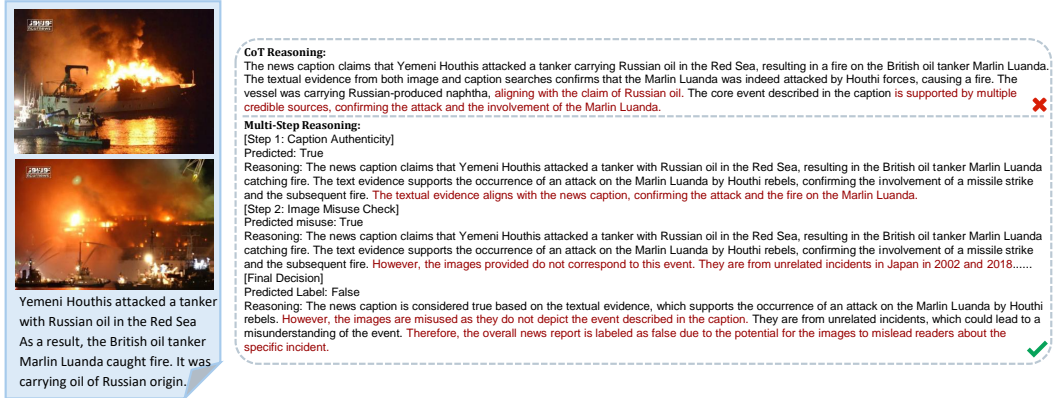 Yemeni Houthis attacked a tanker
with Russian oil in the Red Sea
As a result, the British oil tanker
Marlin Luanda caught fire. It was
carrying oil of Russian origin.
CoT Reasoning:
The news caption claims that Yemeni Houthis attacked a tanker carrying Russian oil in the Red Sea, resulting in a fire on the British oil tanker Marlin Luanda.
The textual evidence from both image and caption searches confirms that the Marlin Luanda was indeed attacked by Houthi forces, causing a fire. The
vessel was carrying Russian-produced naphtha, aligning with the claim of Russian oil. The core event described in the caption is supported by multiple
credible sources, confirming the attack and the involvement of the Marlin Luanda.
Multi-Step Reasoning:
[Step 1: Caption Authenticity]
Predicted: True
Reasoning: The news caption claims that Yemeni Houthis attacked a tanker with Russian oil in the Red Sea, resulting in the British oil tanker Marlin Luanda
catching fire. The text evidence supports the occurrence of an attack on the Marlin Luanda by Houthi rebels, confirming the involvement of a missile strike
and the subsequent fire. The textual evidence aligns with the news caption, confirming the attack and the fire on the Marlin Luanda.
[Step 2: Image Misuse Check]
Predicted misuse: True
Reasoning: The news caption claims that Yemeni Houthis attacked a tanker with Russian oil in the Red Sea, resulting in the British oil tanker Marlin Luanda
catching fire. The text evidence supports the occurrence of an attack on the Marlin Luanda by Houthi rebels, confirming the involvement of a missile strike
and the subsequent fire. However, the images provided do not correspond to this event. They are from unrelated incidents in Japan in 2002 and 2018......
[Final Decision]
Predicted Label: False
Reasoning: The news caption is considered true based on the textual evidence, which supports the occurrence of an attack on the Marlin Luanda by Houthi
rebels. However, the images are misused as they do not depict the event described in the caption. They are from unrelated incidents, which could lead to a
misunderstanding of the event. Therefore, the overall news report is labeled as false due to the potential for the images to mislead readers about the
specific incident.